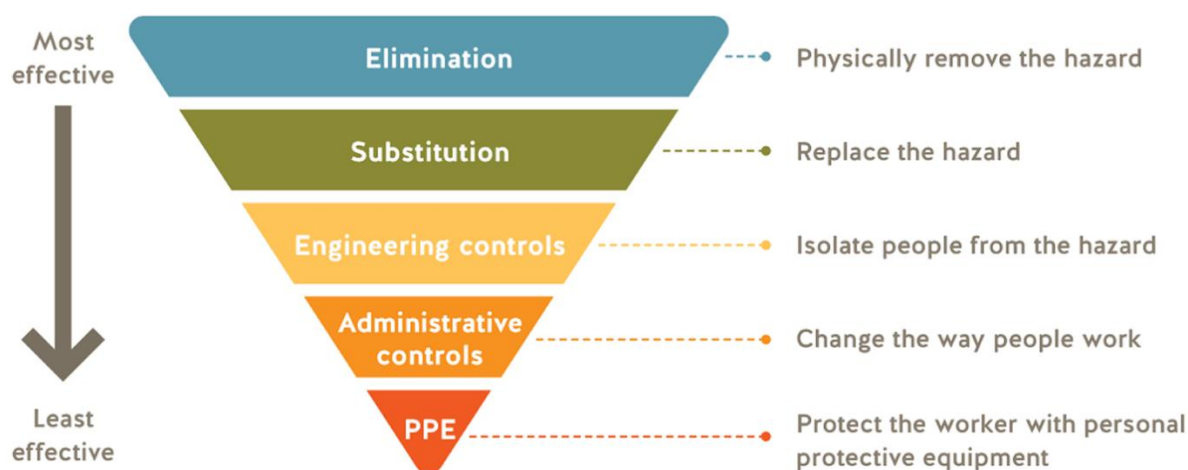 Most
effective
Elimination
Physically remove the hazard
Substitution
Replace the hazard
Engineering controls
Isolate people from the hazard
Administrative
controls
Change the way people work
Least
effective
PPE
Protect the worker with personal
protective equipment